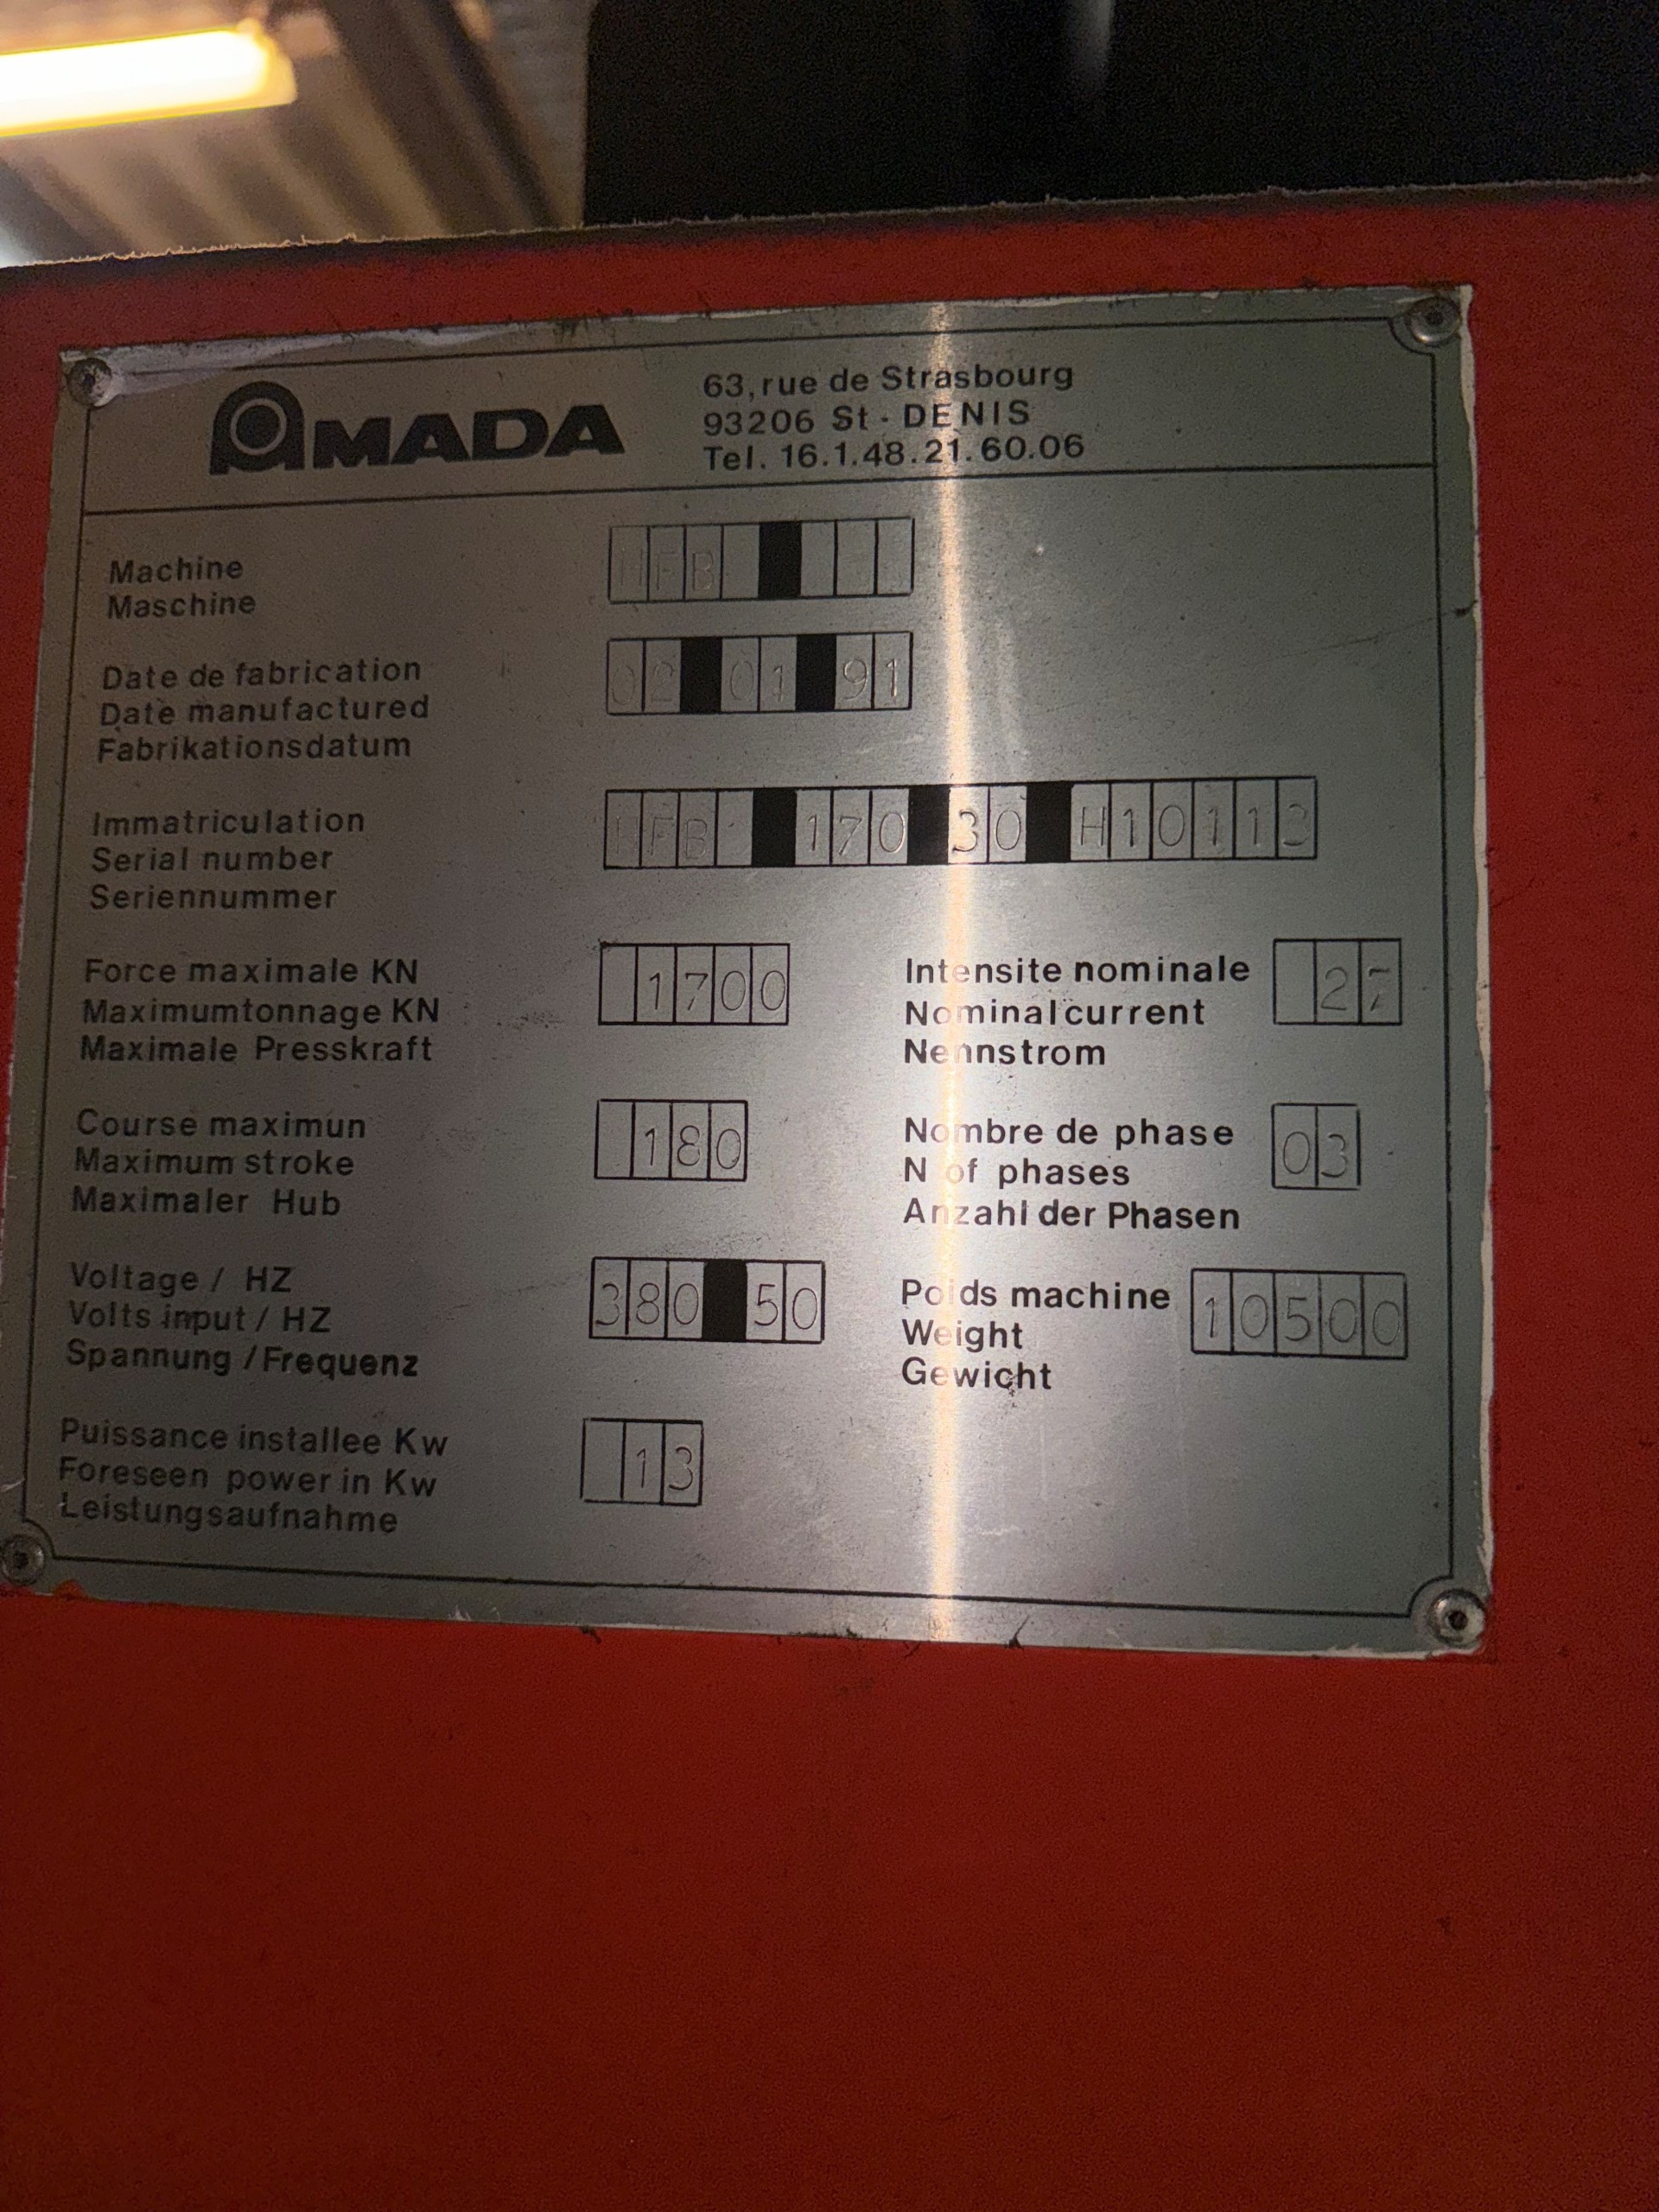 AMADA
63, rue de Strasbourg
93206 St - DENIS
Tel. 16.1.48.21.60.06
Machine
Maschine
HFB
Date de fabrication
Date manufactured
Fabrikationsdatum
02 01 91
Immatriculation
Serial number
Seriennummer
HFB 170 30
Force maximale KN
Maximumtonnage KN
Maximale Presskraft
1700
Intensite nominale
Nominal current
Nennstrom
27
Course maximun
Maximum stroke
Maximaler Hub
180
Nombre de phase
N of phases
Anzahl der Phasen
03
Voltage / HZ
Volts input / HZ
Spannung / Frequenz
380 50
Poids machine
Weight
Gewicht
10500
Puissance installee Kw
Foreseen power in Kw
Leistungsaufnahme
13